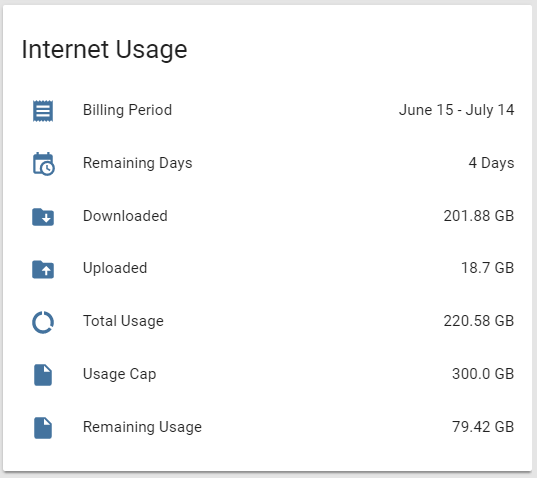 Internet Usage
Billing Period June 15 - July 14
Remaining Days 4 Days
Downloaded 201.88 GB
Uploaded 18.7 GB
Total Usage 220.58 GB
Usage Cap 300.0 GB
Remaining Usage 79.42 GB